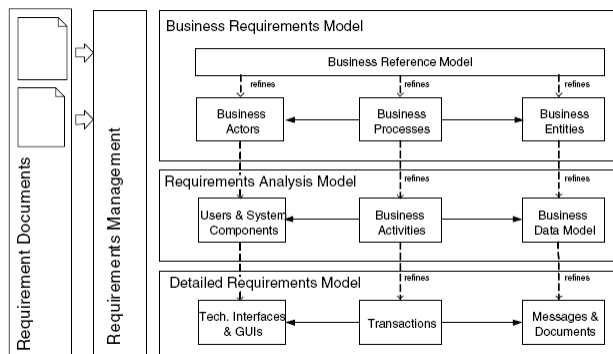 Requirement Documents
Requirements Management
Business Requirements Model
Business Reference Model
refines
refines
refines
Business
Actors
Business
Processes
Business
Entities
Requirements Analysis Model
refines
refines
Users & System
Components
Business
Activities
Business
Data Model
Detailed Requirements Model
refines
refines
Tech. Interfaces
& GUIs
Transactions
Messages &
Documents